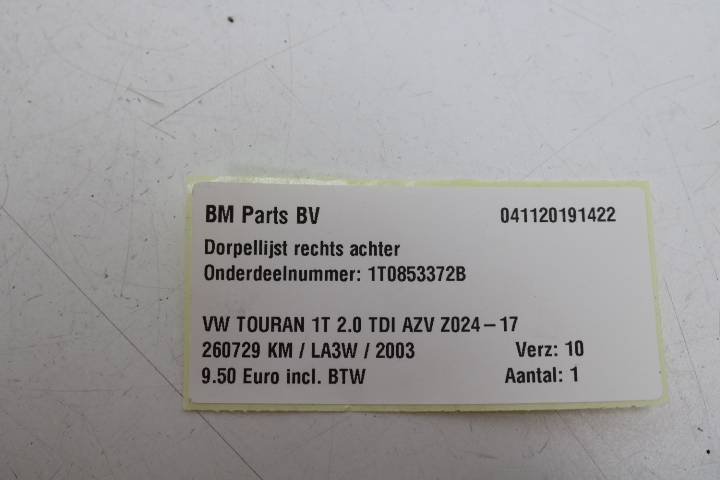 BM Parts BV 041120191422
Dorpellijst rechts achter
Onderdeelnummer: 1T0853372B
VW TOURAN 1T 2.0 TDI AZV Z024-17
260729 KM / LA3W / 2003 Verz: 10
9.50 Euro incl. BTW Aantal: 1